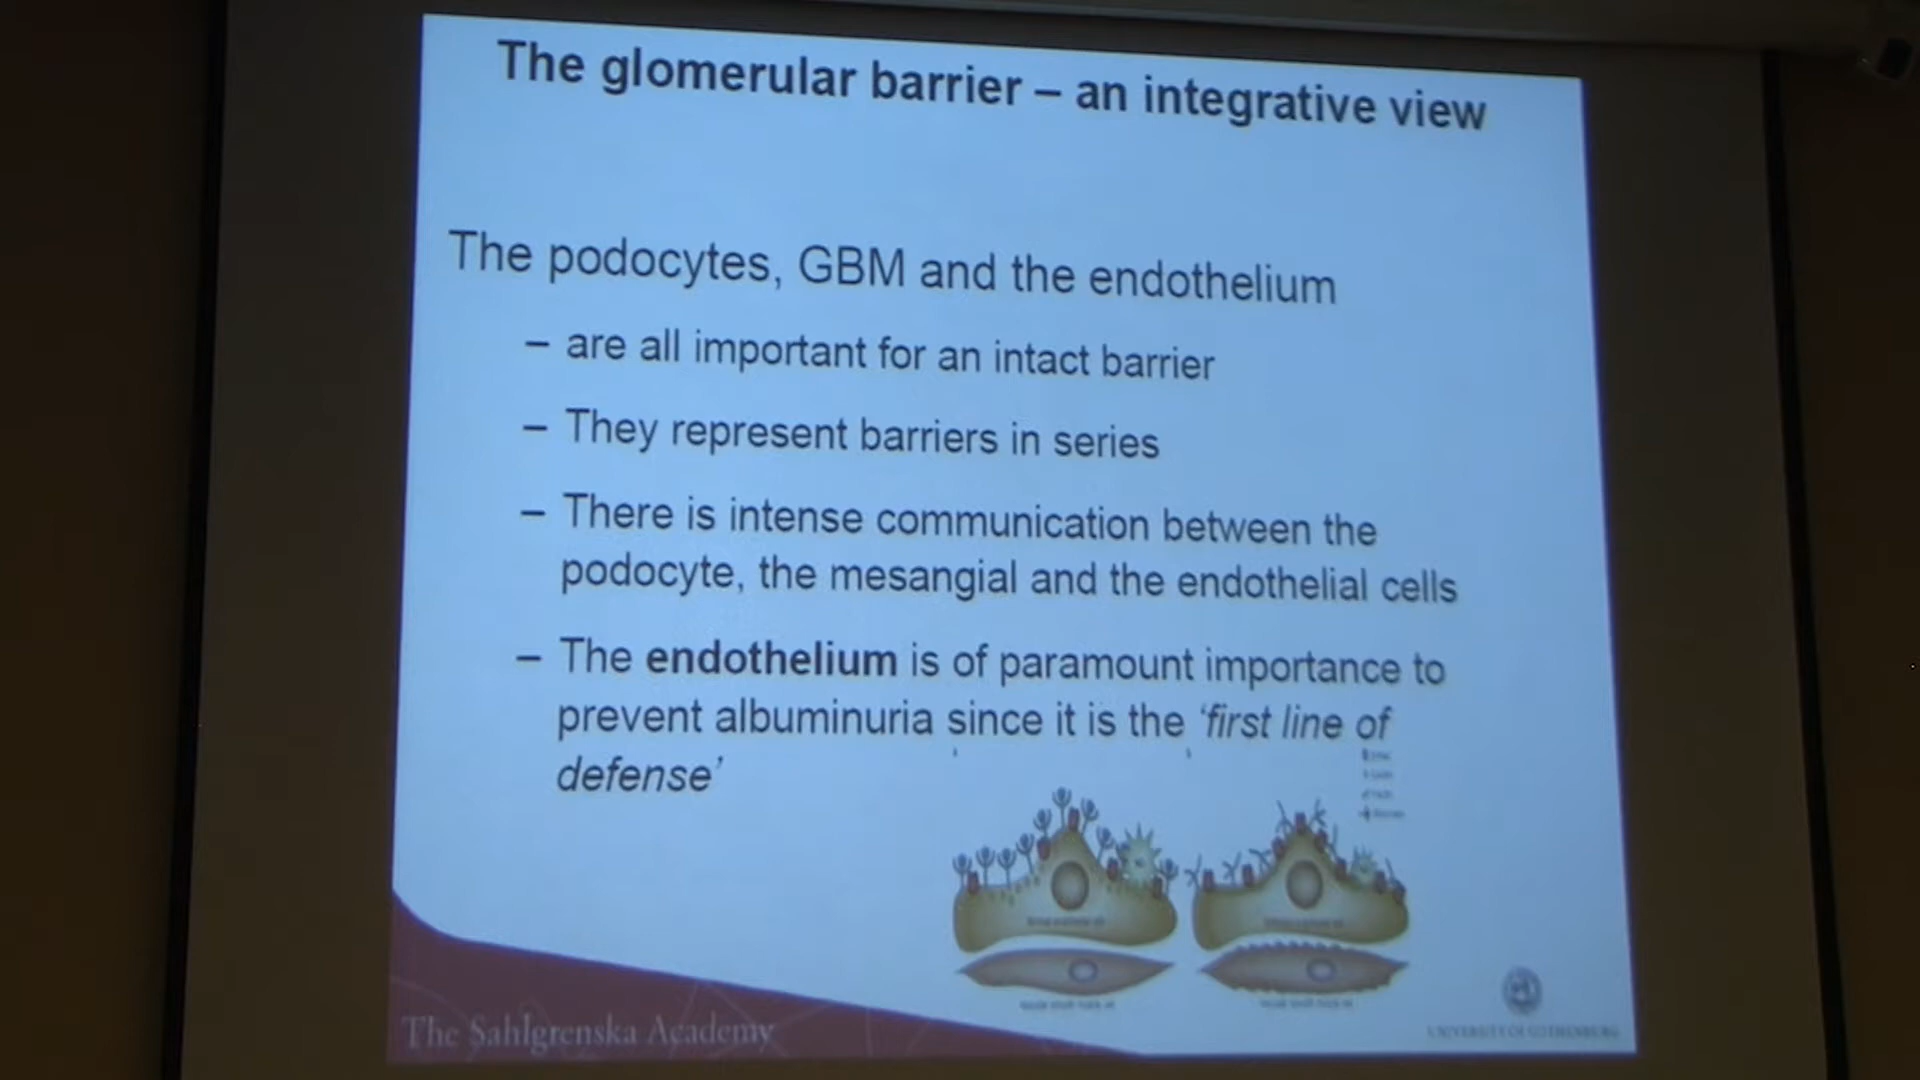 The glomerular barrier – an integrative view
The podocytes, GBM and the endothelium
– are all important for an intact barrier
– They represent barriers in series
– There is intense communication between the
podocyte, the mesangial and the endothelial cells
– The endothelium is of paramount importance to
prevent albuminuria since it is the ‘first line of
defense’
The Sahlgrenska Academy
UNIVERSITY OF GOTHENBURG